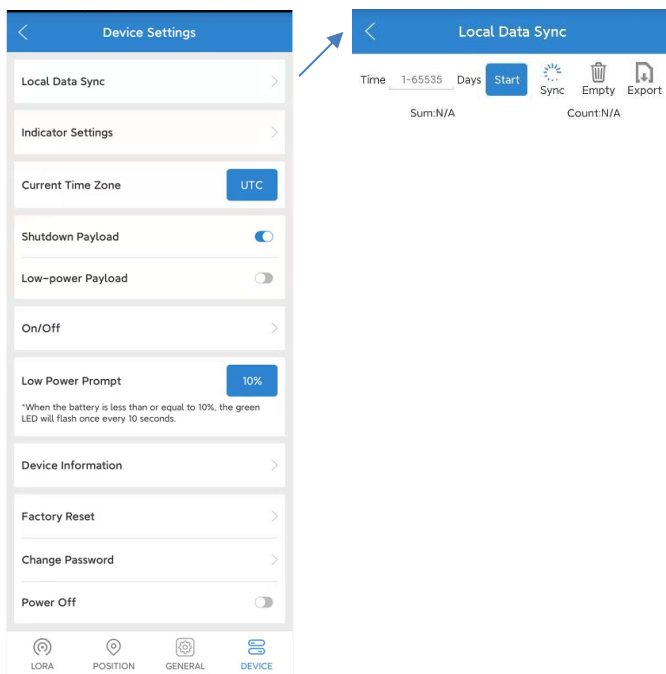 Device Settings
Local Data Sync
Indicator Settings
Current Time Zone
UTC
Shutdown Payload
Low-power Payload
On/Off
Low Power Prompt
10%
*When the battery is less than or equal to 10%, the green
LED will flash once every 10 seconds.
Device Information
Factory Reset
Change Password
Power Off
LORA
POSITION
GENERAL
DEVICE
Local Data Sync
Time 1-65535 Days Start Sync Empty Export
Sum:N/A Count:N/A